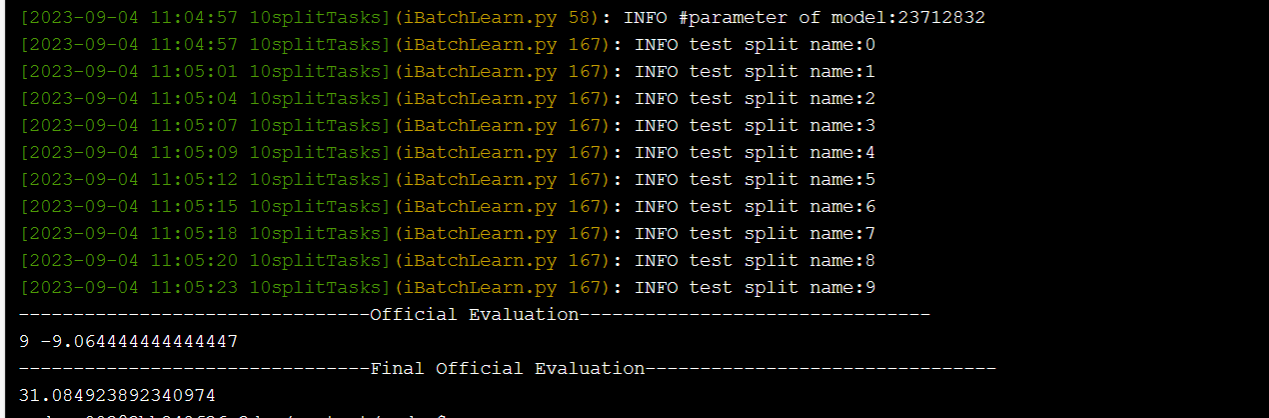 [2023-09-04 11:04:57 10splitTasks](iBatchLearn.py 58): INFO #parameter of model:23712832
[2023-09-04 11:04:57 10splitTasks](iBatchLearn.py 167): INFO test split name:0
[2023-09-04 11:05:01 10splitTasks](iBatchLearn.py 167): INFO test split name:1
[2023-09-04 11:05:04 10splitTasks](iBatchLearn.py 167): INFO test split name:2
[2023-09-04 11:05:07 10splitTasks](iBatchLearn.py 167): INFO test split name:3
[2023-09-04 11:05:09 10splitTasks](iBatchLearn.py 167): INFO test split name:4
[2023-09-04 11:05:12 10splitTasks](iBatchLearn.py 167): INFO test split name:5
[2023-09-04 11:05:15 10splitTasks](iBatchLearn.py 167): INFO test split name:6
[2023-09-04 11:05:18 10splitTasks](iBatchLearn.py 167): INFO test split name:7
[2023-09-04 11:05:20 10splitTasks](iBatchLearn.py 167): INFO test split name:8
[2023-09-04 11:05:23 10splitTasks](iBatchLearn.py 167): INFO test split name:9
---------------------------------Official Evaluation---------------------------------
9 -9.064444444444447
---------------------------------Final Official Evaluation---------------------------------
31.084923892340974